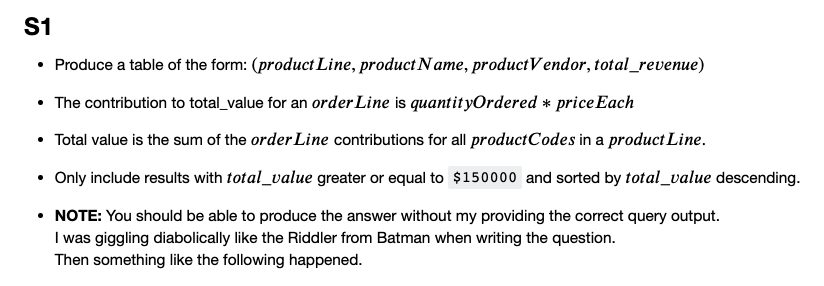 S1
• Produce a table of the form: (productLine, productName, productVendor, total_revenue)
• The contribution to total_value for an orderLine is quantityOrdered * priceEach
• Total value is the sum of the orderLine contributions for all productCodes in a productLine.
• Only include results with total_value greater or equal to $150000 and sorted by total_value descending.
• NOTE: You should be able to produce the answer without my providing the correct query output.
I was giggling diabolically like the Riddler from Batman when writing the question.
Then something like the following happened.